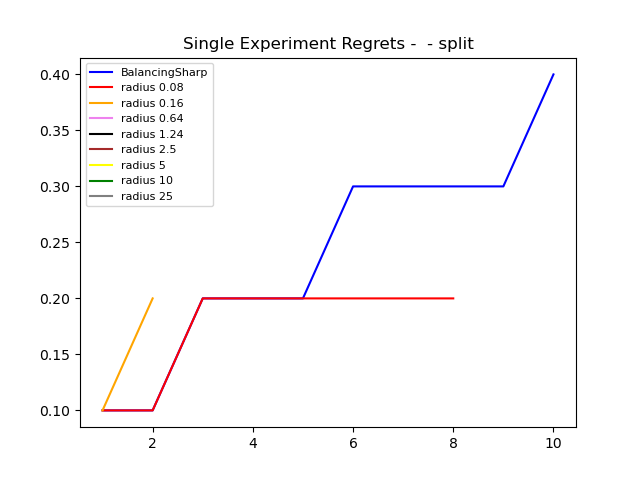 Single Experiment Regrets -  - split
BalancingSharp
radius 0.08
radius 0.16
radius 0.64
radius 1.24
radius 2.5
radius 5
radius 10
radius 25
0.40
0.35
0.30
0.25
0.20
0.15
0.10
2 4 6 8 10